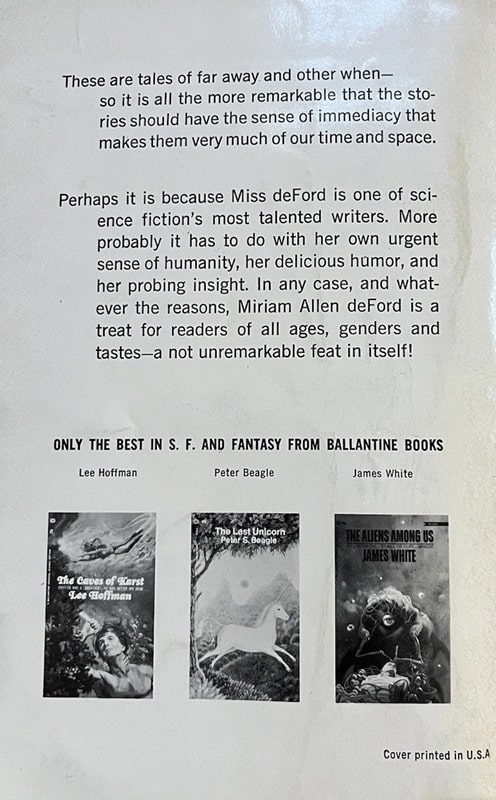 These are tales of far away and other when—
so it is all the more remarkable that the sto-
ries should have the sense of immediacy that
makes them very much of our time and space.
Perhaps it is because Miss deFord is one of sci-
ence fiction's most talented writers. More
probably it has to do with her own urgent
sense of humanity, her delicious humor, and
her probing insight. In any case, and what-
ever the reasons, Miriam Allen deFord is a
treat for readers of all ages, genders and
tastes—a not unremarkable feat in itself!
ONLY THE BEST IN S. F. AND FANTASY FROM BALLANTINE BOOKS
Lee Hoffman
Peter Beagle
James White
The Caves of Karst
Lee Hoffman
The Last Unicorn
Peter S. Beagle
THE ALIENS AMONG US
JAMES WHITE
Cover printed in U.S.A